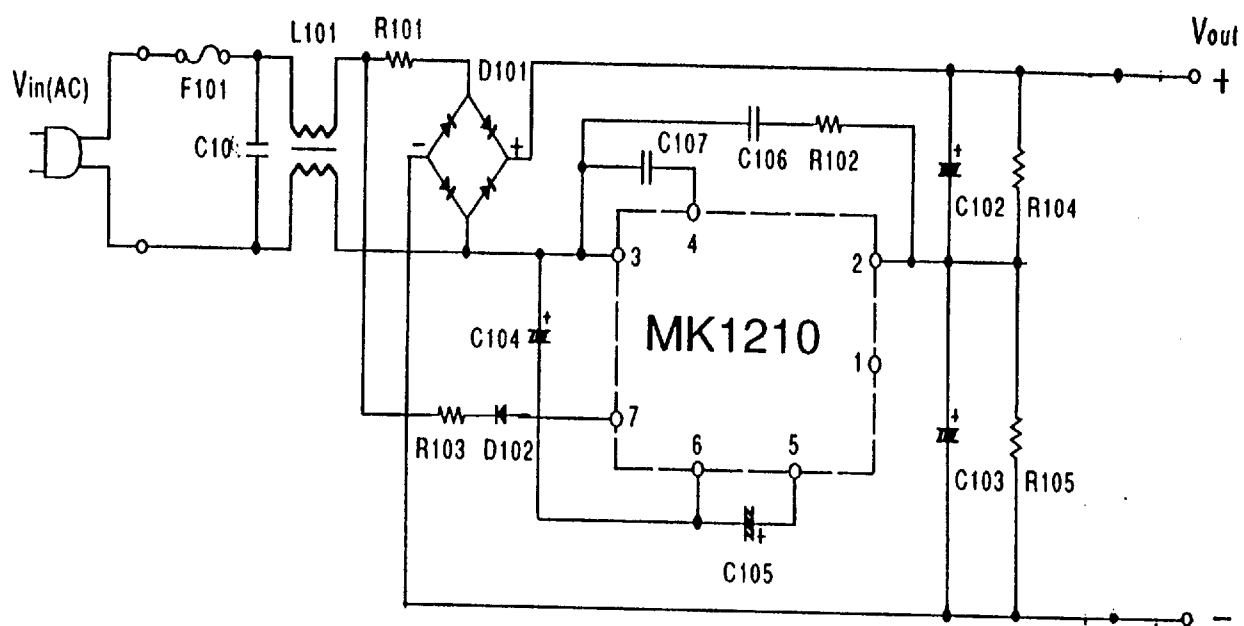 Vout
L101
R101
D101
+
Vin(AC)
F101
- +
C107
C106
R102
C102
R104
4
3
2
MK1210
C104
1
7
R103
D102
6
5
C103
R105
C105
-